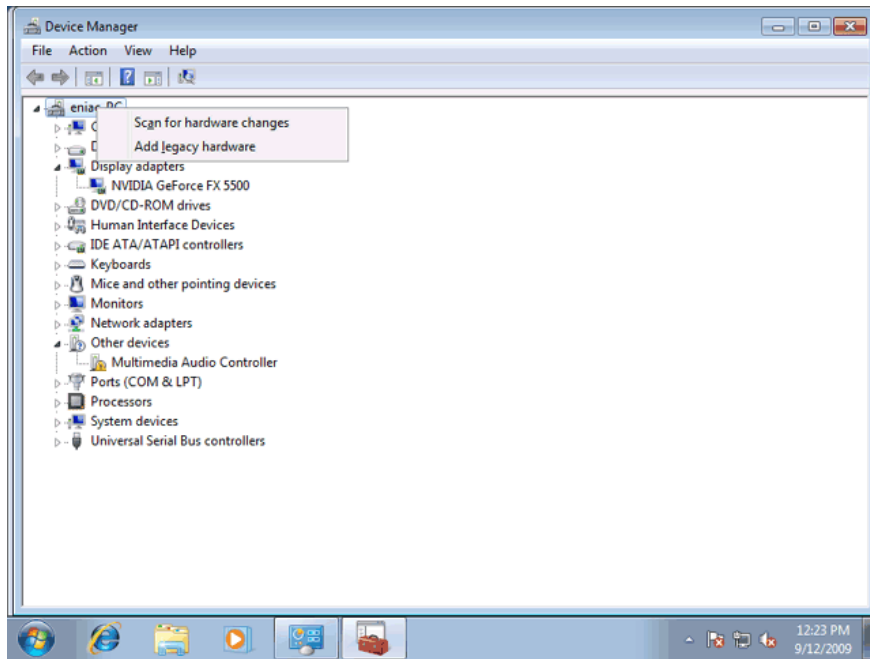 Device Manager
File Action View Help
eniac-PC
Scan for hardware changes
Add legacy hardware
Display adapters
NVIDIA GeForce FX 5500
DVD/CD-ROM drives
Human Interface Devices
IDE ATA/ATAPI controllers
Keyboards
Mice and other pointing devices
Monitors
Network adapters
Other devices
Multimedia Audio Controller
Ports (COM & LPT)
Processors
System devices
Universal Serial Bus controllers
12:23 PM
9/12/2009